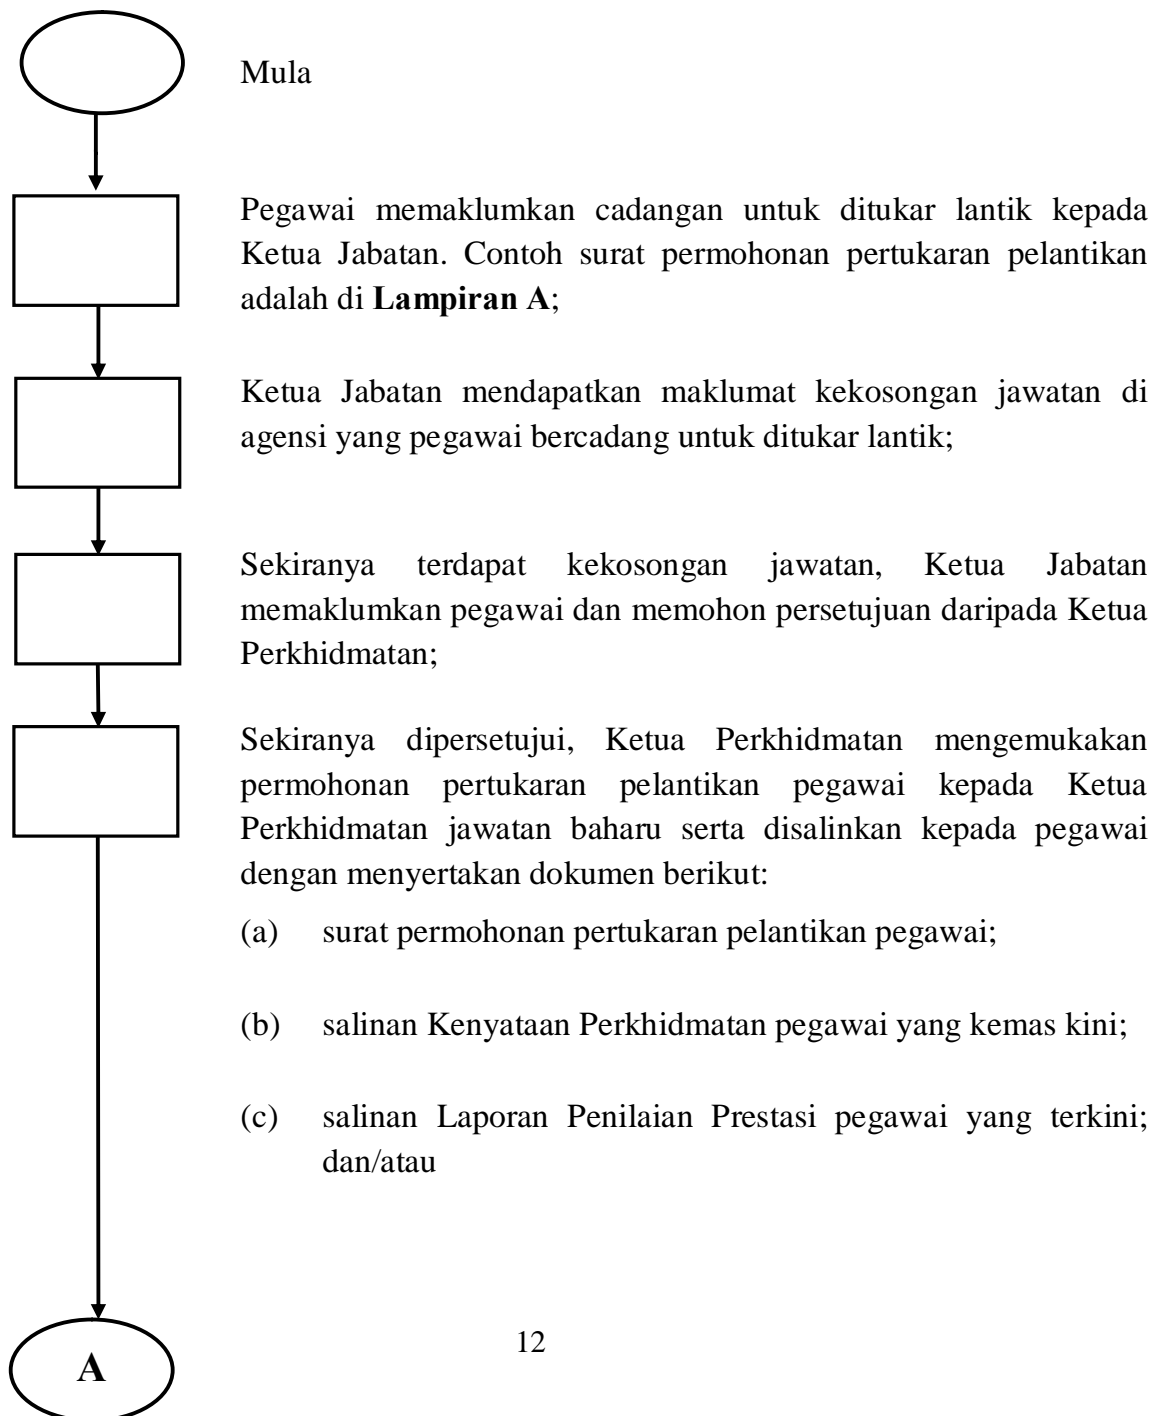 Mula
Pegawai memaklumkan cadangan untuk ditukar lantik kepada
Ketua Jabatan. Contoh surat permohonan pertukaran pelantikan
adalah di Lampiran A;
Ketua Jabatan mendapatkan maklumat kekosongan jawatan di
agensi yang pegawai bercadang untuk ditukar lantik;
Sekiranya terdapat kekosongan jawatan, Ketua Jabatan
memaklumkan pegawai dan memohon persetujuan daripada Ketua
Perkhidmatan;
Sekiranya dipersetujui, Ketua Perkhidmatan mengemukakan
permohonan pertukaran pelantikan pegawai kepada Ketua
Perkhidmatan jawatan baharu serta disalinkan kepada pegawai
dengan menyertakan dokumen berikut:
(a) surat permohonan pertukaran pelantikan pegawai;
(b) salinan Kenyataan Perkhidmatan pegawai yang kemas kini;
(c) salinan Laporan Penilaian Prestasi pegawai yang terkini;
dan/atau
12
A